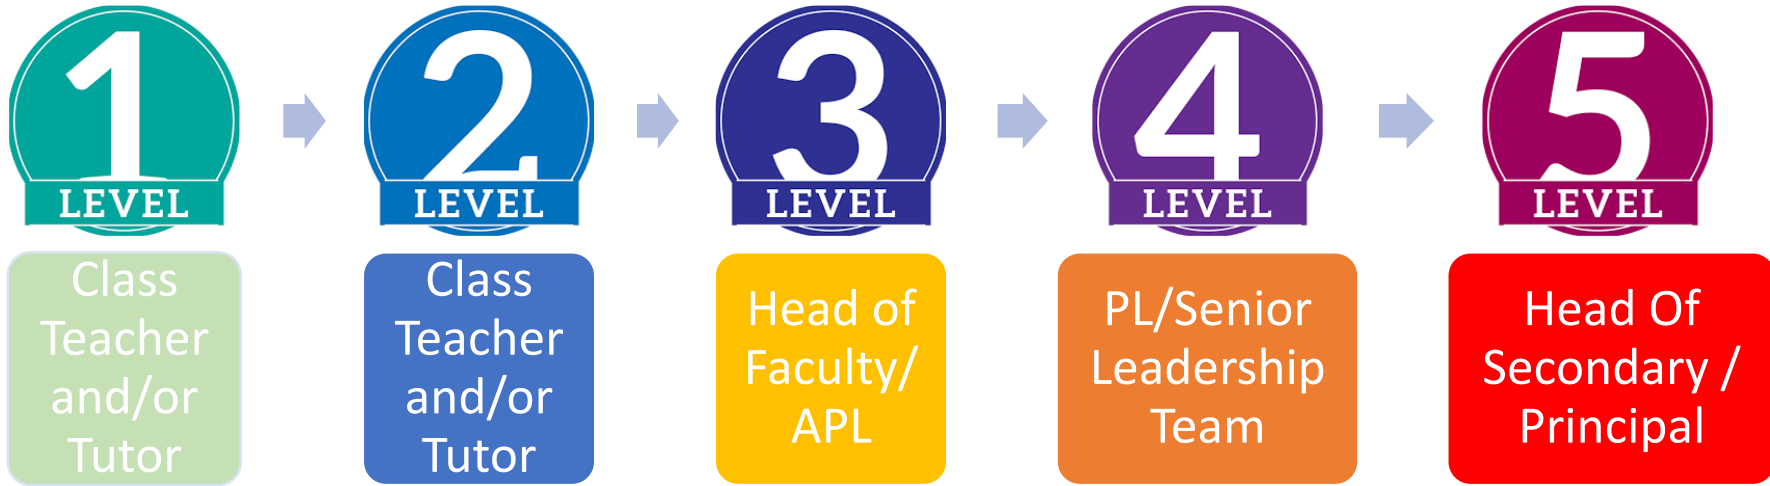 1
LEVEL
2
LEVEL
3
LEVEL
4
LEVEL
5
LEVEL
Class
Teacher
and/or
Tutor
Class
Teacher
and/or
Tutor
Head of
Faculty/
APL
PL/Senior
Leadership
Team
Head Of
Secondary /
Principal